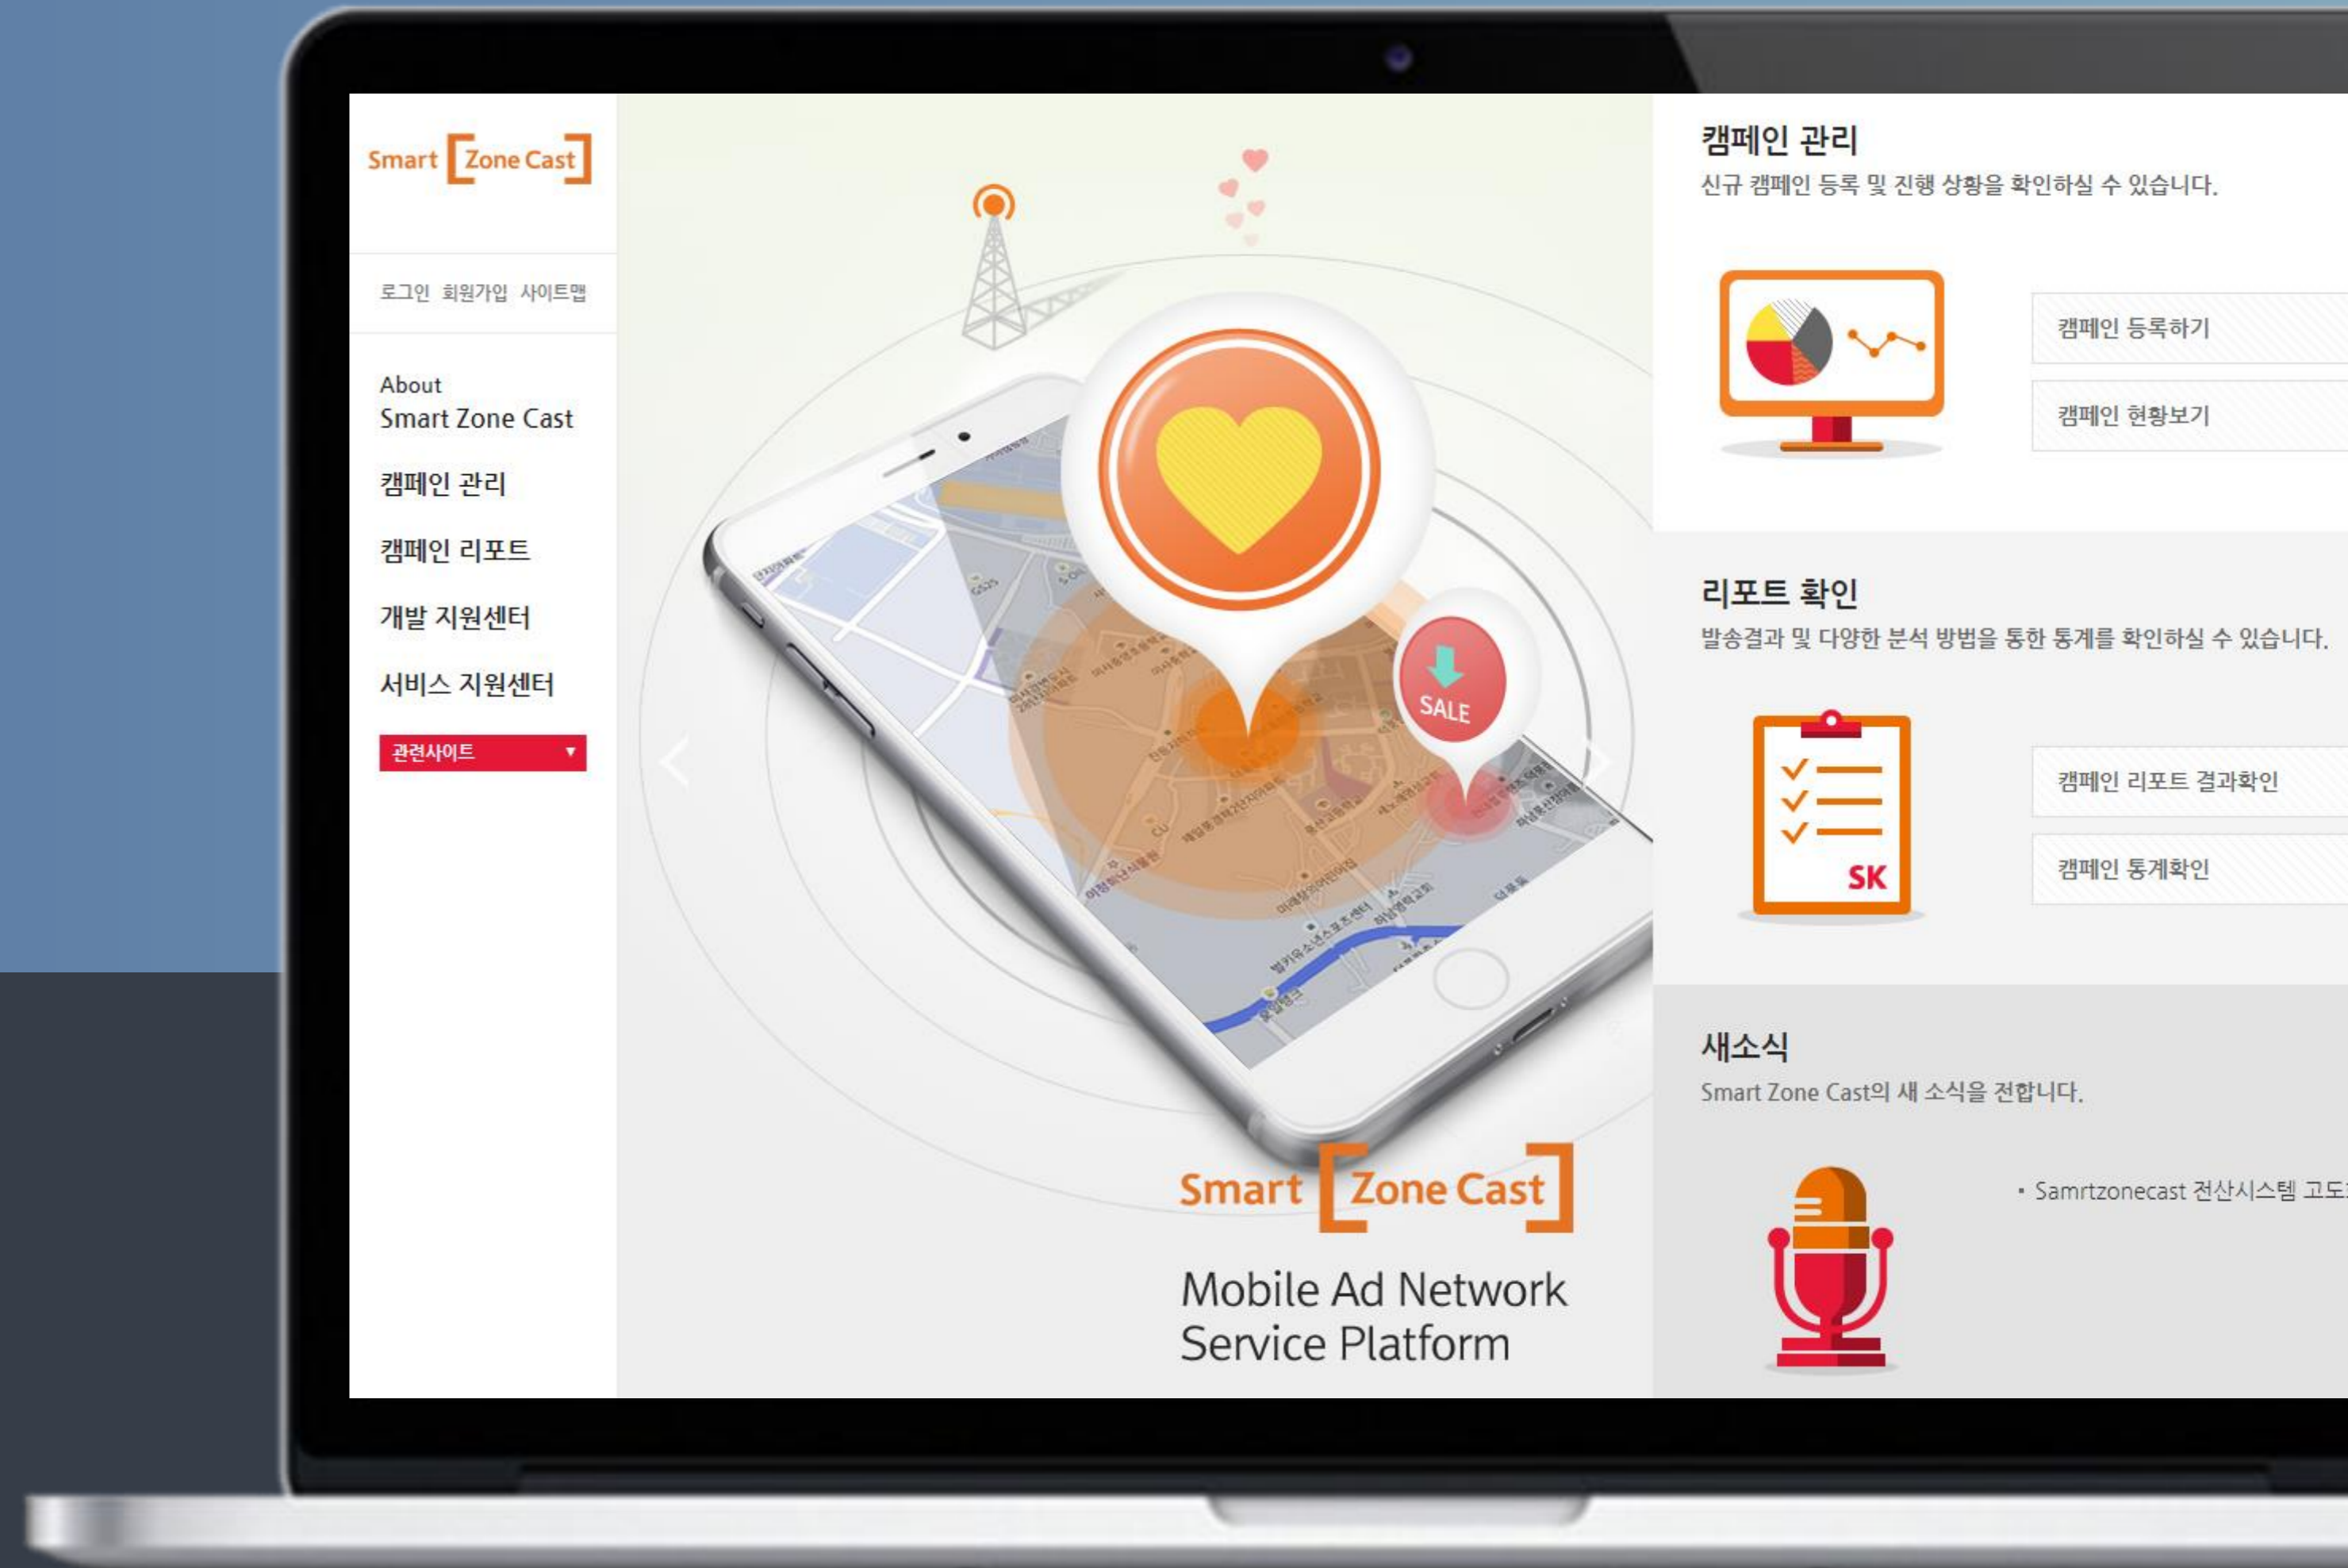 Smart [Zone Cast]
로그인 회원가입 사이트맵
About
Smart Zone Cast
캠페인 관리
캠페인 리포트
개발 지원센터
서비스 지원센터
관련사이트 ▼
GS25
S-OIL
CU
SALE
Smart [Zone Cast]
Mobile Ad Network
Service Platform
캠페인 관리
신규 캠페인 등록 및 진행 상황을 확인하실 수 있습니다.
캠페인 등록하기
캠페인 현황보기
리포트 확인
발송결과 및 다양한 분석 방법을 통한 통계를 확인하실 수 있습니다.
SK
캠페인 리포트 결과확인
캠페인 통계확인
새소식
Smart Zone Cast의 새 소식을 전합니다.
▪ Samrtzonecast 전산시스템 고도